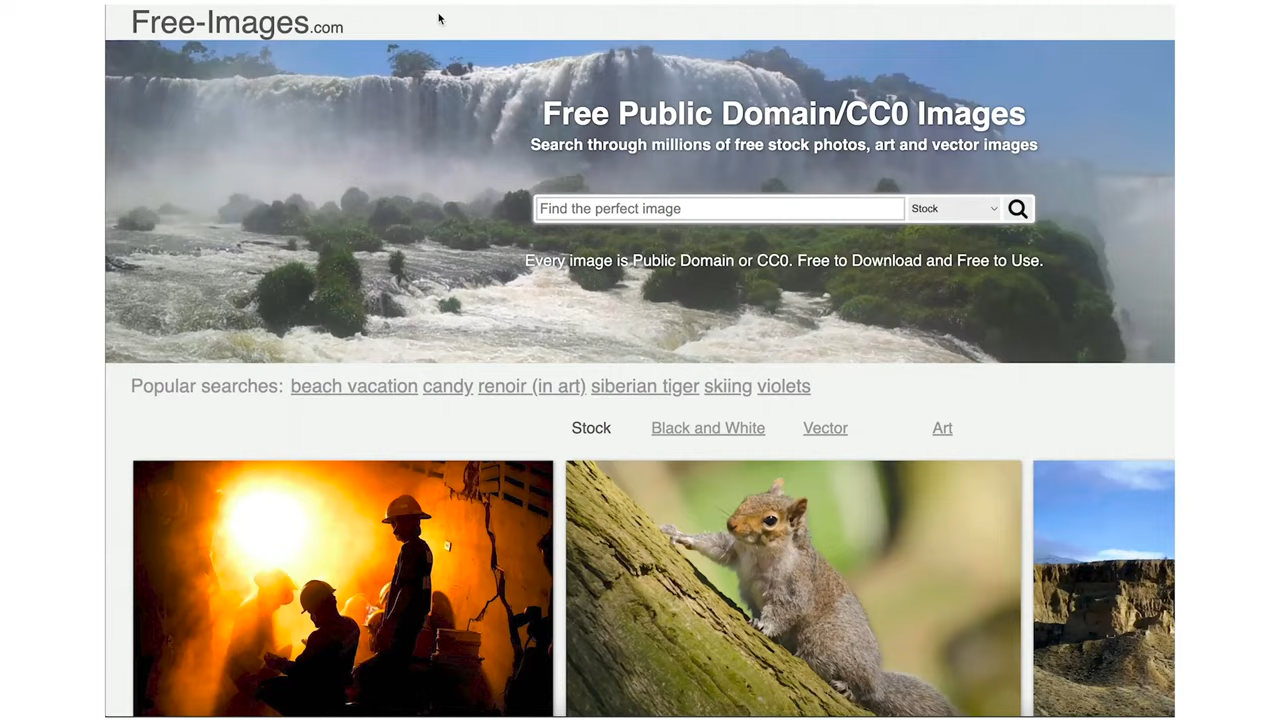 Free-Images.com
Free Public Domain/CC0 Images
Search through millions of free stock photos, art and vector images
Find the perfect image Stock
Every image is Public Domain or CC0. Free to Download and Free to Use.
Popular searches: beach vacation candy renoir (in art) siberian tiger skiing violets
Stock Black and White Vector Art